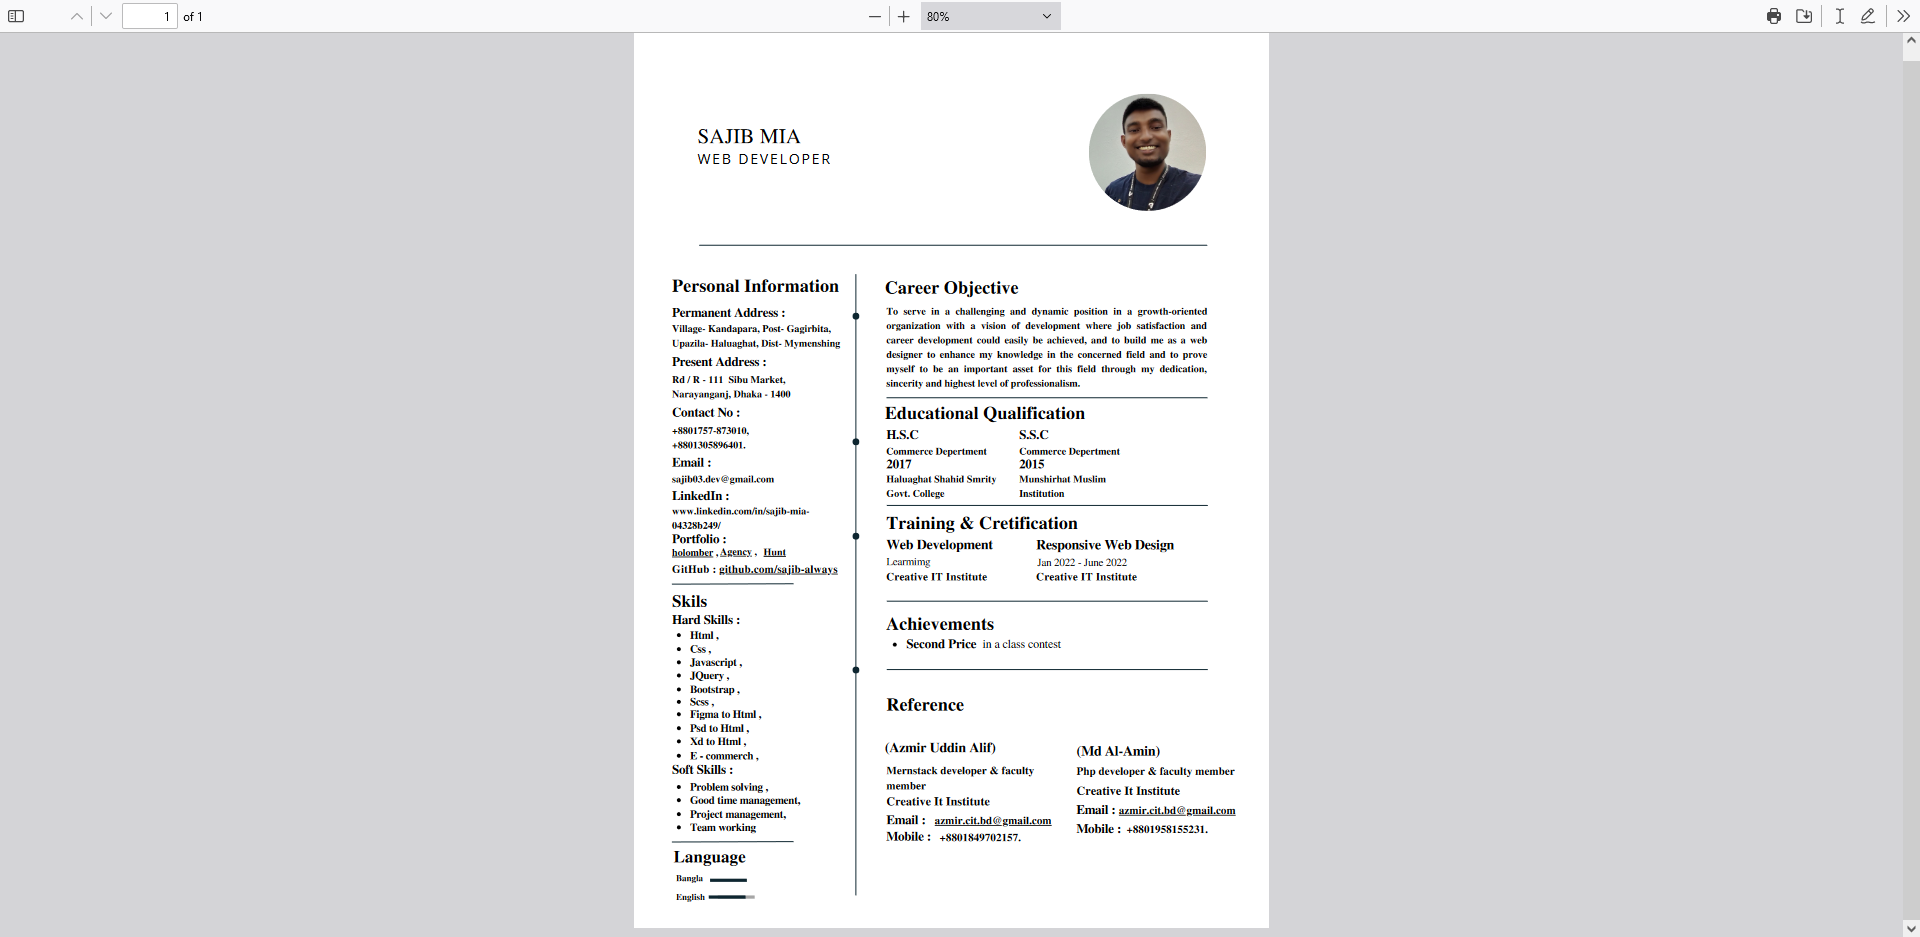 1 of 1
80%
SAJIB MIA
WEB DEVELOPER
Personal Information
Permanent Address :
Village- Kandapara, Post- Gagirbita,
Upazila- Haluaghat, Dist- Mymenshing
Present Address :
Rd / R - 111 Sibu Market,
Narayanganj, Dhaka - 1400
Contact No :
+8801757-873010,
+8801305896401.
Email :
sajib03.dev@gmail.com
LinkedIn :
www.linkedin.com/in/sajib-mia-
04328b249/
Portfolio :
holomber , Agency , Hunt
GitHub : github.com/sajib-always
Skils
Hard Skills :
• Html ,
• Css ,
• Javascript ,
• JQuery ,
• Bootstrap ,
• Scss ,
• Figma to Html ,
• Psd to Html ,
• Xd to Html ,
• E - commerch ,
Soft Skills :
• Problem solving ,
• Good time management,
• Project management,
• Team working
Language
Bangla
English
Career Objective
To serve in a challenging and dynamic position in a growth-oriented
organization with a vision of development where job satisfaction and
career development could easily be achieved, and to build me as a web
designer to enhance my knowledge in the concerned field and to prove
myself to be an important asset for this field through my dedication,
sincerity and highest level of professionalism.
Educational Qualification
H.S.C
Commerce Depertment
2017
Haluaghat Shahid Smrity
Govt. College
S.S.C
Commerce Depertment
2015
Munshirhat Muslim
Institution
Training & Cretification
Web Development
Learnimg
Creative IT Institute
Responsive Web Design
Jan 2022 - June 2022
Creative IT Institute
Achievements
• Second Price in a class contest
Reference
(Azmir Uddin Alif)
Mernstack developer & faculty
member
Creative It Institute
Email : azmir.cit.bd@gmail.com
Mobile : +8801849702157.
(Md Al-Amin)
Php developer & faculty member
Creative It Institute
Email : azmir.cit.bd@gmail.com
Mobile : +8801958155231.